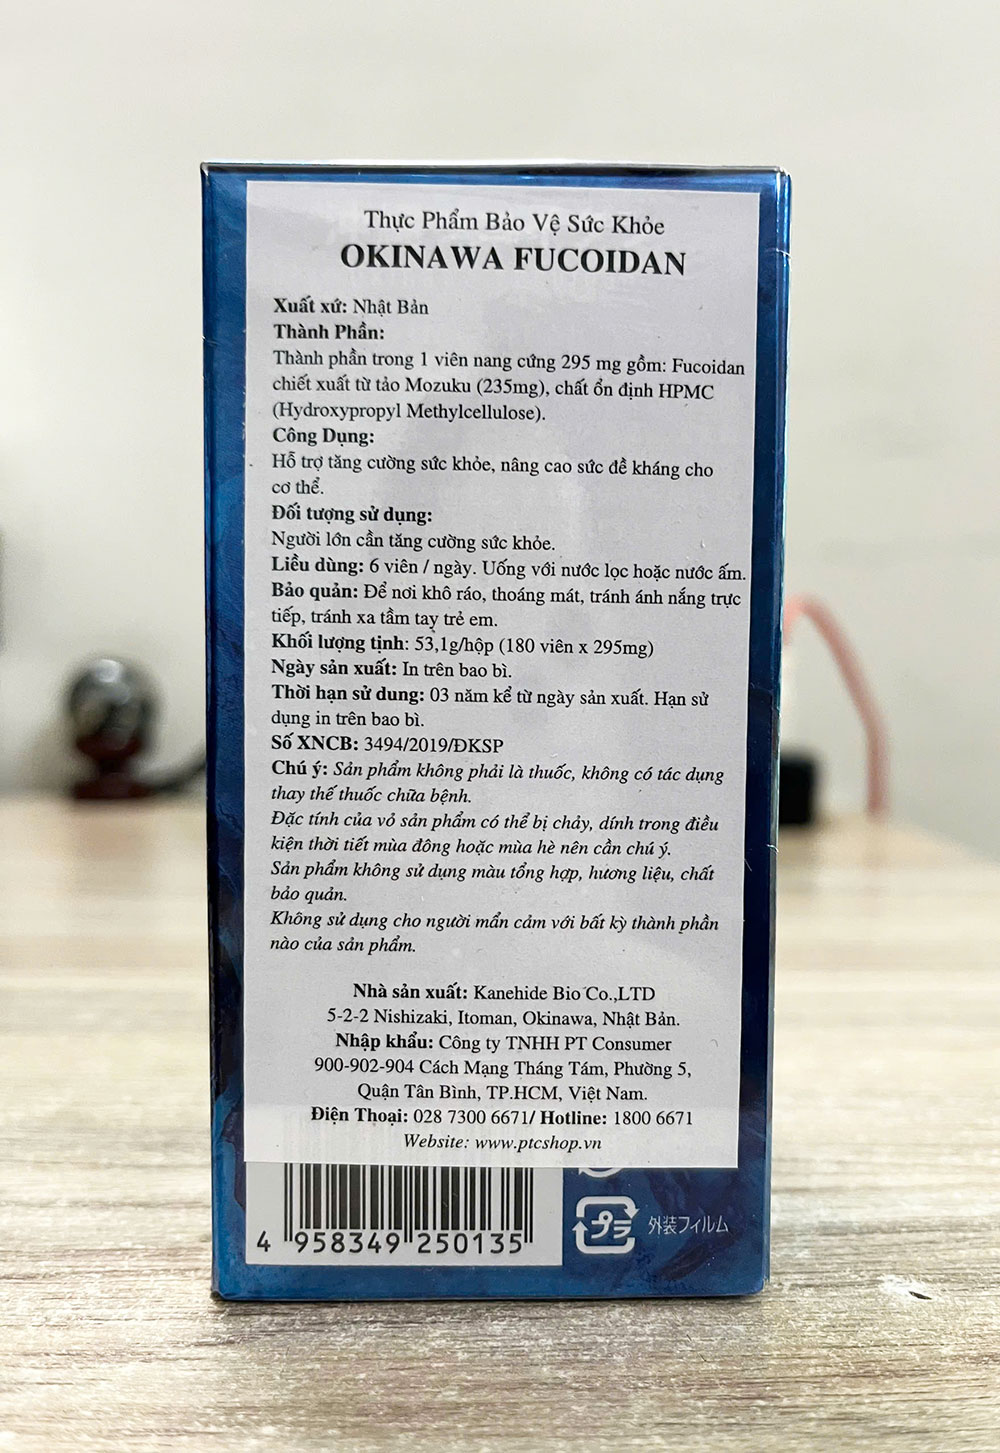 Thực Phẩm Bảo Vệ Sức Khỏe
OKINAWA FUCOIDAN
Xuất xứ: Nhật Bản
Thành Phần:
Thành phần trong 1 viên nang cứng 295 mg gồm: Fucoidan
chiết xuất từ tảo Mozuku (235mg), chất ổn định HPMC
(Hydroxypropyl Methylcellulose).
Công Dụng:
Hỗ trợ tăng cường sức khỏe, nâng cao sức đề kháng cho
cơ thể.
Đối tượng sử dụng:
Người lớn cần tăng cường sức khỏe.
Liều dùng: 6 viên / ngày. Uống với nước lọc hoặc nước ấm.
Bảo quản: Để nơi khô ráo, thoáng mát, tránh ánh nắng trực
tiếp, tránh xa tầm tay trẻ em.
Khối lượng tịnh: 53,1g/hộp (180 viên x 295mg)
Ngày sản xuất: In trên bao bì.
Thời hạn sử dung: 03 năm kể từ ngày sản xuất. Hạn sử
dụng in trên bao bì.
Số XNCB: 3494/2019/ĐKSP
Chú ý: Sản phẩm không phải là thuốc, không có tác dụng
thay thế thuốc chữa bệnh.
Đặc tính của vỏ sản phẩm có thể bị chảy, dính trong điều
kiện thời tiết mùa đông hoặc mùa hè nên cần chú ý.
Sản phẩm không sử dụng màu tổng hợp, hương liệu, chất
bảo quản.
Không sử dụng cho người mẩn cảm với bất kỳ thành phần
nào của sản phẩm.
Nhà sản xuất: Kanehide Bio Co.,LTD
5-2-2 Nishizaki, Itoman, Okinawa, Nhật Bản.
Nhập khẩu: Công ty TNHH PT Consumer
900-902-904 Cách Mạng Tháng Tám, Phường 5,
Quận Tân Bình, TP.HCM, Việt Nam.
Điện Thoại: 028 7300 6671/ Hotline: 1800 6671
Website: www.ptcshop.vn
プラ 外装フィルム
4 958349 250135